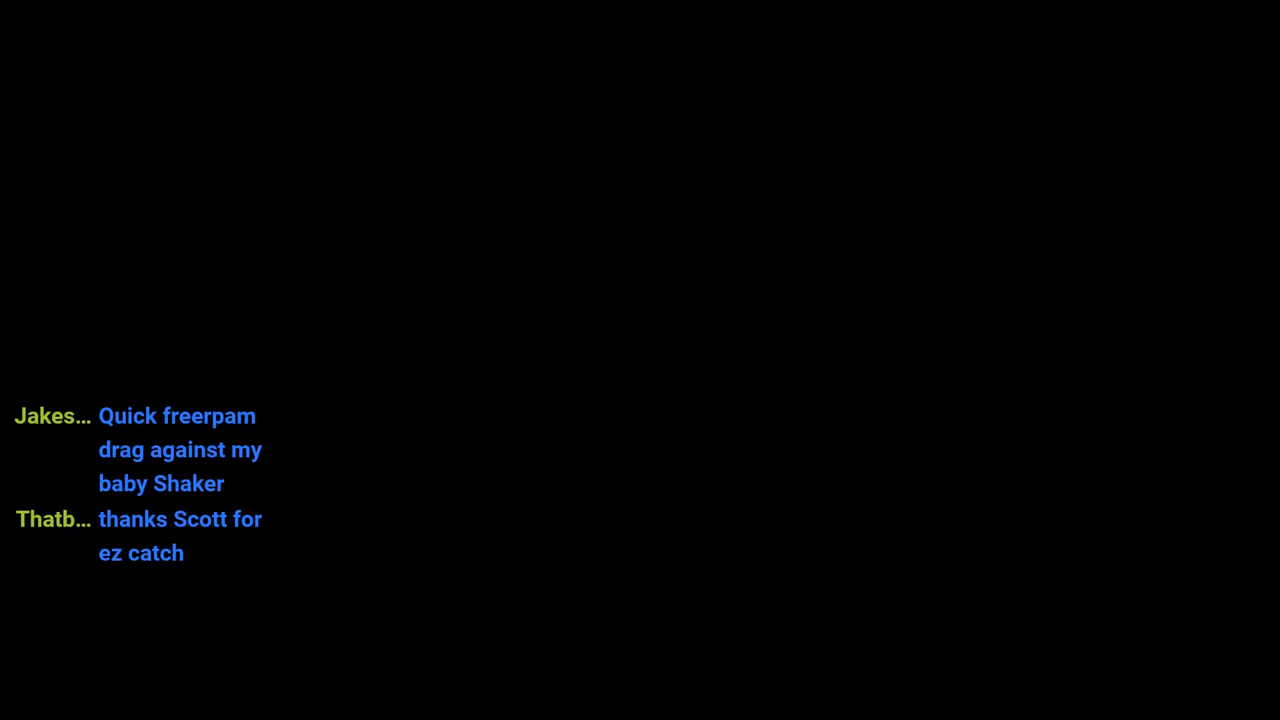 Jakes… Quick freerpam
drag against my
baby Shaker
Thatb… thanks Scott for
ez catch